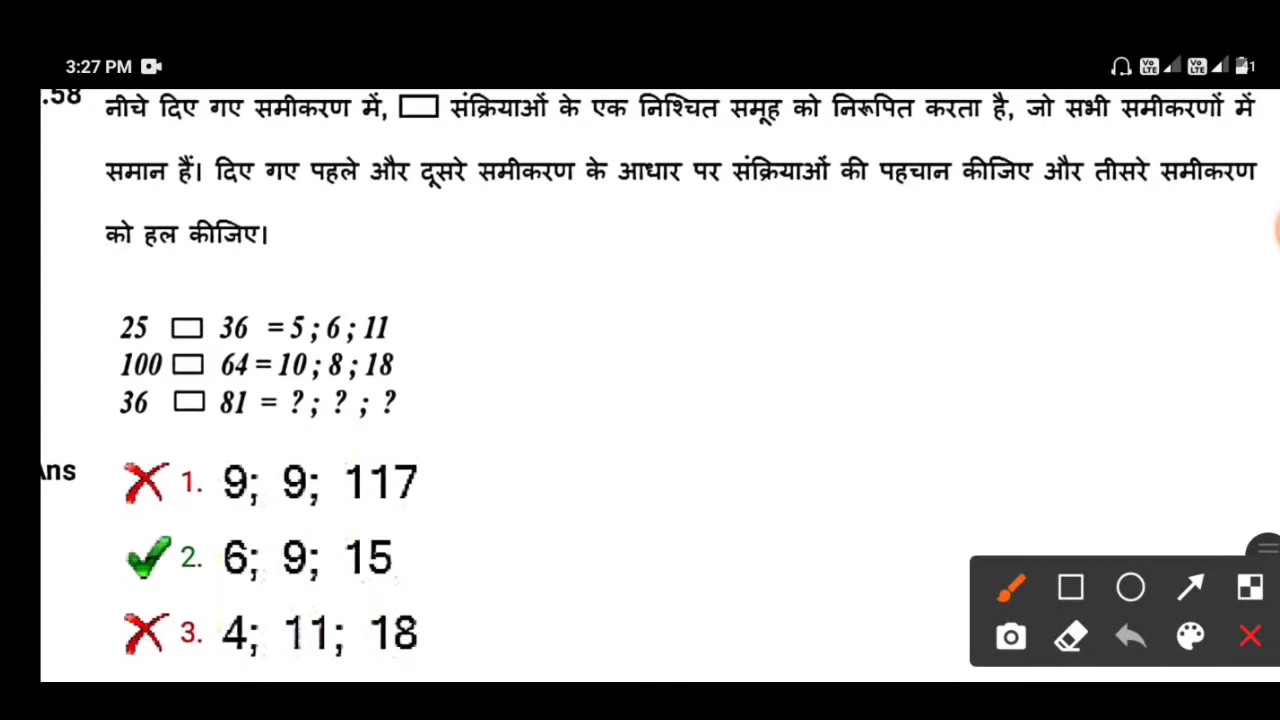 3:27 PM
41
.58
नीचे दिए गए समीकरण में, संक्रियाओं के एक निश्चित समूह को निरूपित करता है, जो सभी समीकरणों में
समान हैं। दिए गए पहले और दूसरे समीकरण के आधार पर संक्रियाओं की पहचान कीजिए और तीसरे समीकरण
को हल कीजिए।
25 □ 36 = 5 ; 6 ; 11
100 □ 64 = 10 ; 8 ; 18
36 □ 81 = ? ; ? ; ?
Ans
1. 9; 9; 117
2. 6; 9; 15
3. 4; 11; 18